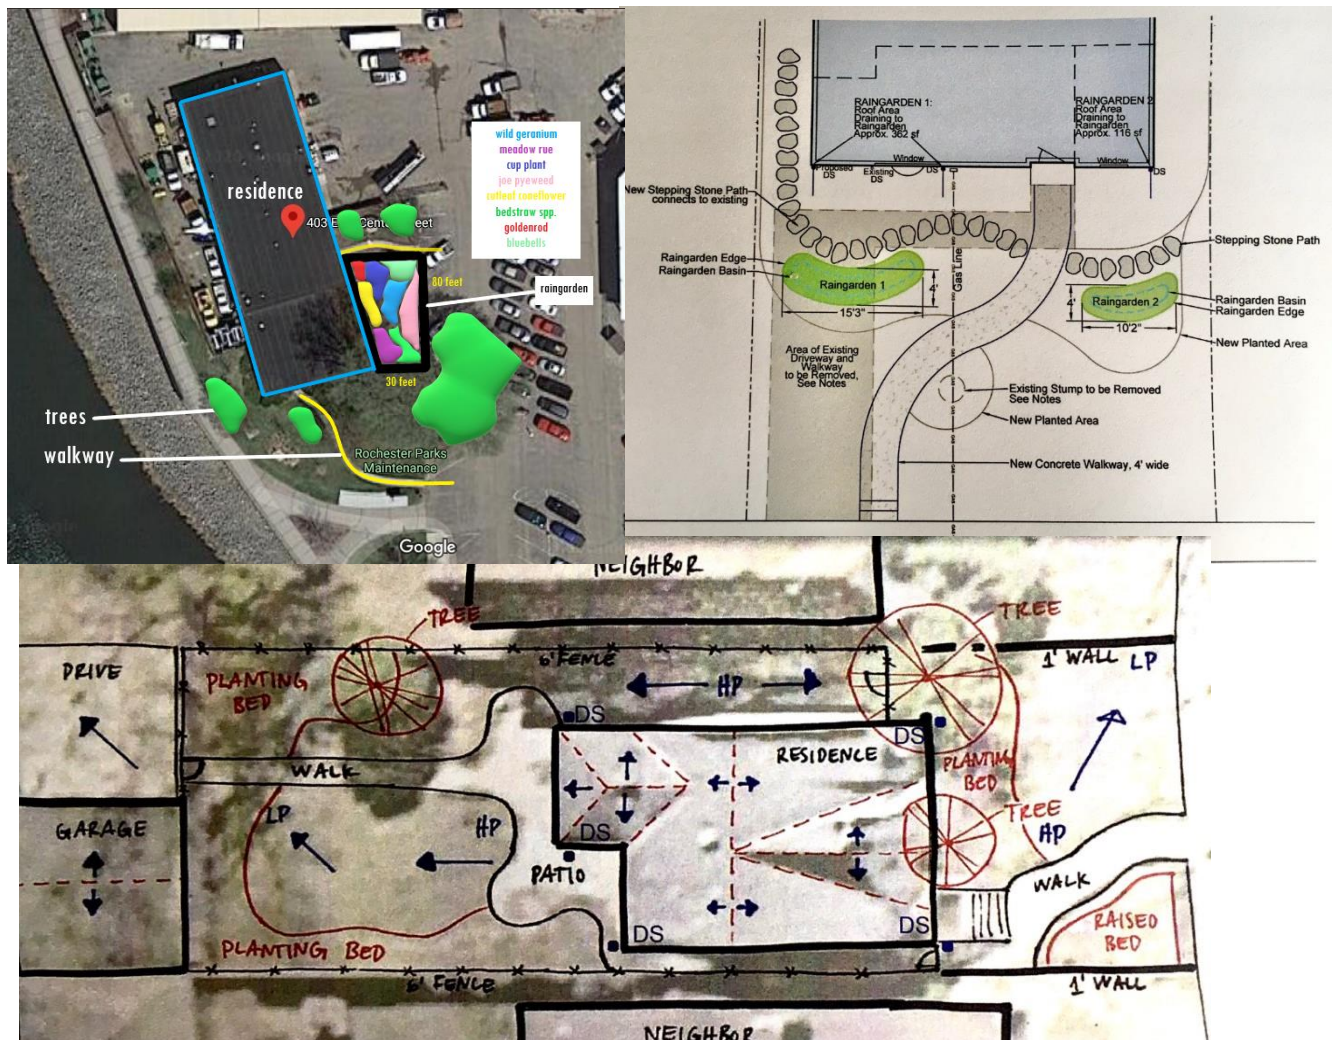 wild geranium
meadow rue
cup plant
joe pyeweed
cutleaf coneflower
bedstraw spp.
goldenrod
bluebells
residence
80 feet
raingarden
30 feet
trees
walkway
Rochester Parks
Maintenance
Google
RAINGARDEN 1:
Roof Area
Draining to
Raingarden
Approx. 362 sf
RAINGARDEN 2
Roof Area
Draining to
Raingarden
Approx. 116 sf
Window
Existing
DS
Proposed
DS
DS
Window
DS
New Stepping Stone Path
connects to existing
Stepping Stone Path
Raingarden Edge
Raingarden Basin
Raingarden 1
4'
15'3"
Gas Line
Raingarden 2
4'
10'2"
Raingarden Basin
Raingarden Edge
New Planted Area
Area of Existing
Driveway and
Walkway
to be Removed,
See Notes
Existing Stump to be Removed
See Notes
New Planted Area
New Concrete Walkway, 4' wide
NEIGHBOR
TREE
TREE
DRIVE
PLANTING
BED
6' FENCE
HP
1' WALL
LP
DS
DS
RESIDENCE
PLANTING
BED
WALK
GARAGE
LP
HP
DS
PATIO
TREE
HP
WALK
DS
DS
RAISED
BED
PLANTING BED
6' FENCE
1' WALL
NEIGHBOR